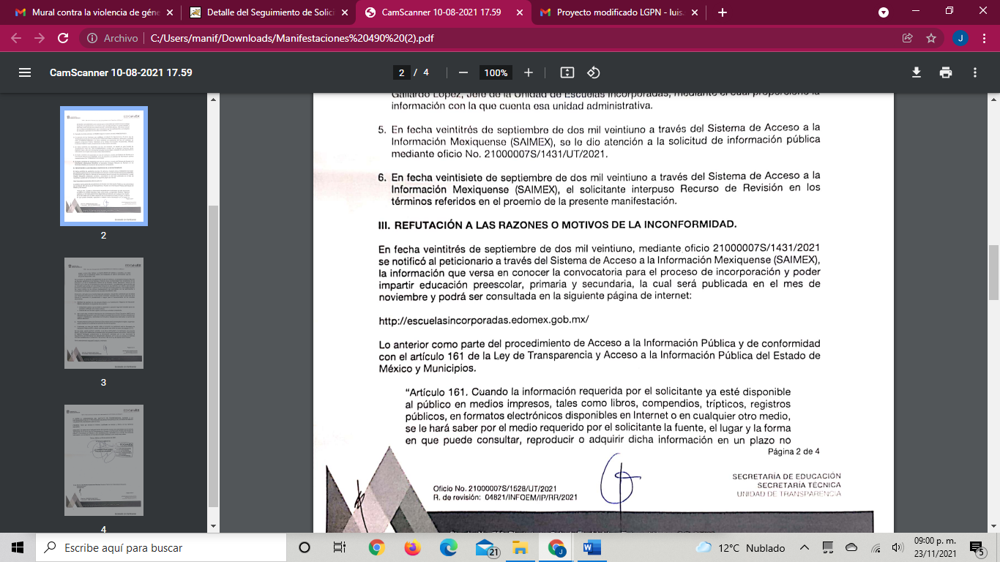 Mural contra la violencia de géne
Detalle del Seguimiento de Solici
CamScanner 10-08-2021 17.59
Proyecto modificado LGPN - luis.
Archivo C:/Users/manif/Downloads/Manifestaciones%20490%20(2).pdf
J
CamScanner 10-08-2021 17.59
2 / 4
100%
2
3
4
Gallardo López, Jefe de la Unidad de Escuelas Incorporadas, mediante el cual proporcionó la
información con la que cuenta esa unidad administrativa.
5. En fecha veintitrés de septiembre de dos mil veintiuno a través del Sistema de Acceso a la
Información Mexiquense (SAIMEX), se le dio atención a la solicitud de información pública
mediante oficio No. 21000007S/1431/UT/2021.
6. En fecha veintisiete de septiembre de dos mil veintiuno a través del Sistema de Acceso a la
Información Mexiquense (SAIMEX), el solicitante interpuso Recurso de Revisión en los
términos referidos en el proemio de la presente manifestación.
III. REFUTACIÓN A LAS RAZONES O MOTIVOS DE LA INCONFORMIDAD.
En fecha veintitrés de septiembre de dos mil veintiuno, mediante oficio 21000007S/1431/2021
se notificó al peticionario a través del Sistema de Acceso a la Información Mexiquense (SAIMEX),
la información que versa en conocer la convocatoria para el proceso de incorporación y poder
impartir educación preescolar, primaria y secundaria, la cual será publicada en el mes de
noviembre y podrá ser consultada en la siguiente página de internet:
http://escuelasincorporadas.edomex.gob.mx/
Lo anterior como parte del procedimiento de Acceso a la Información Pública y de conformidad
con el artículo 161 de la Ley de Transparencia y Acceso a la Información Pública del Estado de
México y Municipios.
“Artículo 161. Cuando la información requerida por el solicitante ya esté disponible
al público en medios impresos, tales como libros, compendios, trípticos, registros
públicos, en formatos electrónicos disponibles en Internet o en cualquier otro medio,
se le hará saber por el medio requerido por el solicitante la fuente, el lugar y la forma
en que puede consultar, reproducir o adquirir dicha información en un plazo no
Página 2 de 4
Oficio No. 21000007S/1528/UT/2021
R. de revisión: 04821/INFOEM/IP/RR/2021
SECRETARÍA DE EDUCACIÓN
SECRETARÍA TÉCNICA
UNIDAD DE TRANSPARENCIA
Escribe aquí para buscar
21
J
12°C Nublado
09:00 p. m.
23/11/2021
5